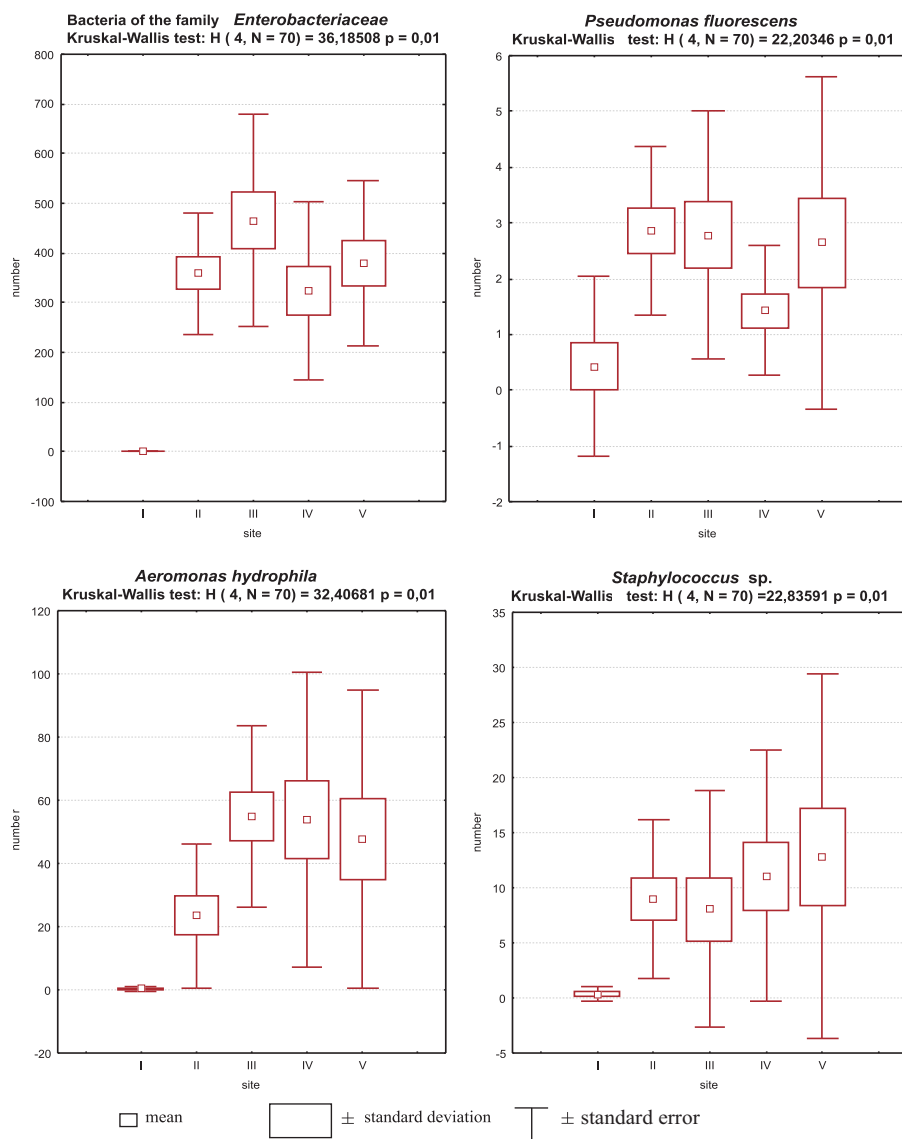 Bacteria of the family Enterobacteriaceae
Kruskal-Wallis test: H ( 4, N = 70) = 36,18508 p = 0,01
800
700
600
500
400
300
200
100
0
-100
number
I II III IV V
site
Pseudomonas fluorescens
Kruskal-Wallis test: H ( 4, N = 70) = 22,20346 p = 0,01
6
5
4
3
2
1
0
-1
-2
number
I II III IV V
site
Aeromonas hydrophila
Kruskal-Wallis test: H ( 4, N = 70) = 32,40681 p = 0,01
120
100
80
60
40
20
0
-20
number
I II III IV V
site
Staphylococcus sp.
Kruskal-Wallis test: H ( 4, N = 70) =22,83591 p = 0,01
35
30
25
20
15
10
5
0
-5
number
I II III IV V
site
mean ± standard deviation ± standard error